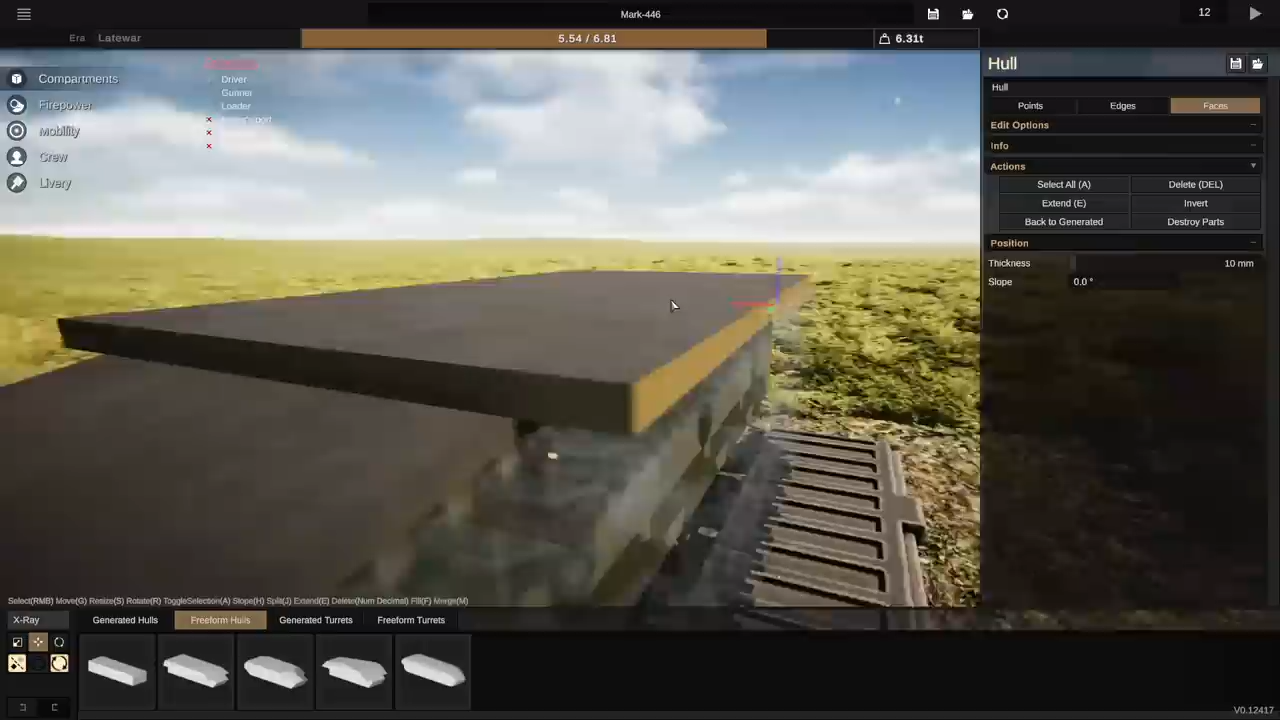 Mark-446
12
Era Latewar
5.54 / 6.81
6.31t
Compartments
Firepower
Mobility
Crew
Livery
Driver
Gunner
Loader
Hull
Hull
Points Edges Faces
Edit Options
Info
Actions
Select All (A) Delete (DEL)
Extend (E) Invert
Back to Generated Destroy Parts
Position
Thickness 10 mm
Slope 0.0 °
Select(RMB) Move(G) Resize(S) Rotate(R) ToggleSelection(A) Slope(H) Split(J) Extend(E) Delete(Num Decimal) Fill(F) Merge(M)
X-Ray Generated Hulls Freeform Hulls Generated Turrets Freeform Turrets
V0.12417